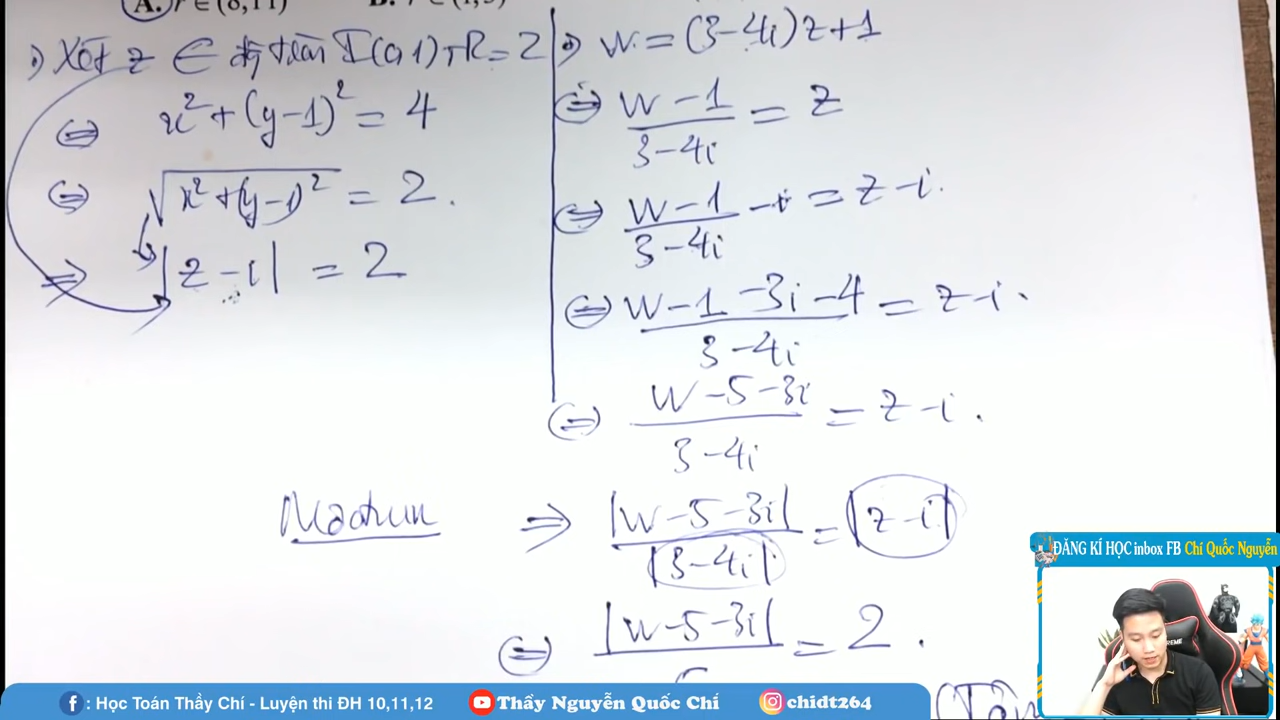 A. r ∈ (8;11)
) Xét z ∈ đg tròn I(0,1), R=2
⇔ x² + (y−1)² = 4
⇔ √(x²+(y−1)²) = 2.
⇒ |z−i| = 2
) w = (3−4i)z+1
⇔ (w−1)/(3−4i) = z
⇔ (w−1)/(3−4i) − i = z−i.
⇔ (w−1−3i−4)/(3−4i) = z−i.
⇔ (w−5−3i)/(3−4i) = z−i.
Modun ⇒ |w−5−3i|/|3−4i| = |z−i|
⇔ |w−5−3i|/5 = 2.
ĐĂNG KÍ HỌC inbox FB Chí Quốc Nguyễn
: Học Toán Thầy Chí - Luyện thi ĐH 10,11,12
Thầy Nguyễn Quốc Chí
chidt264